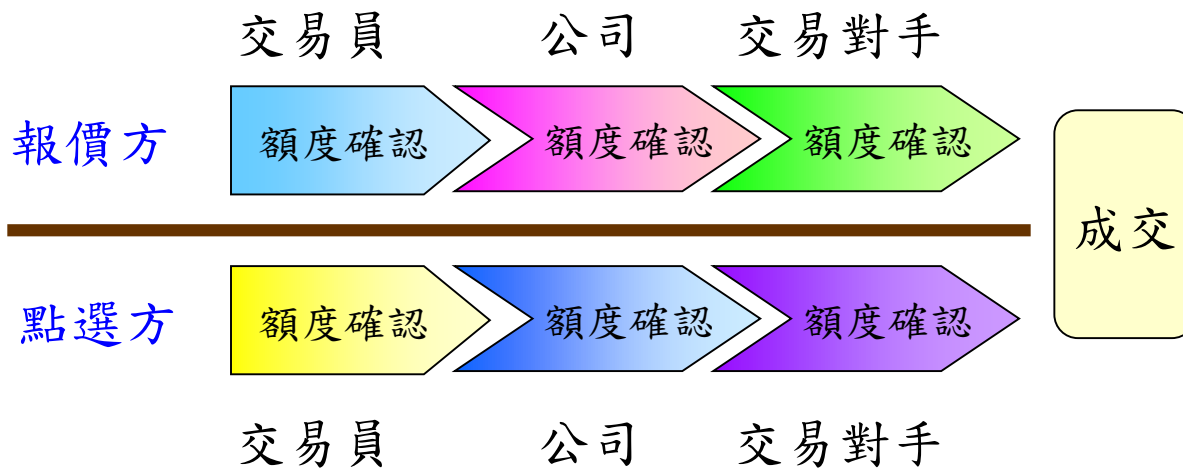 交易員 公司 交易對手
報價方 額度確認 額度確認 額度確認
成交
點選方 額度確認 額度確認 額度確認
交易員 公司 交易對手